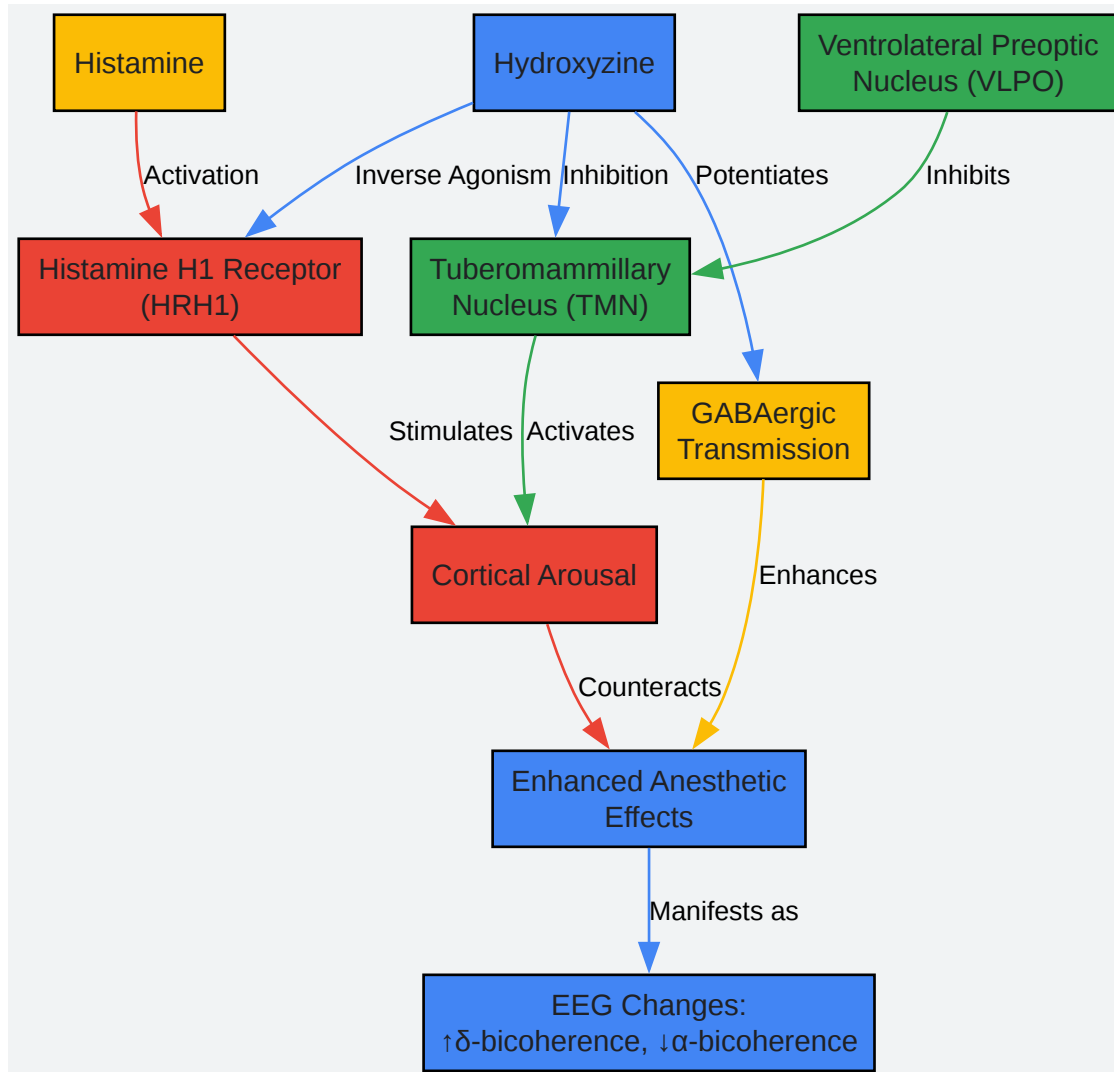 Histamine
Hydroxyzine
Ventrolateral Preoptic
Nucleus (VLPO)
Activation
Inverse Agonism
Inhibition
Potentiates
Inhibits
Histamine H1 Receptor
(HRH1)
Tuberomammillary
Nucleus (TMN)
GABAergic
Transmission
Stimulates
Activates
Cortical Arousal
Enhances
Counteracts
Enhanced Anesthetic
Effects
Manifests as
EEG Changes:
↑δ-bicoherence, ↓α-bicoherence